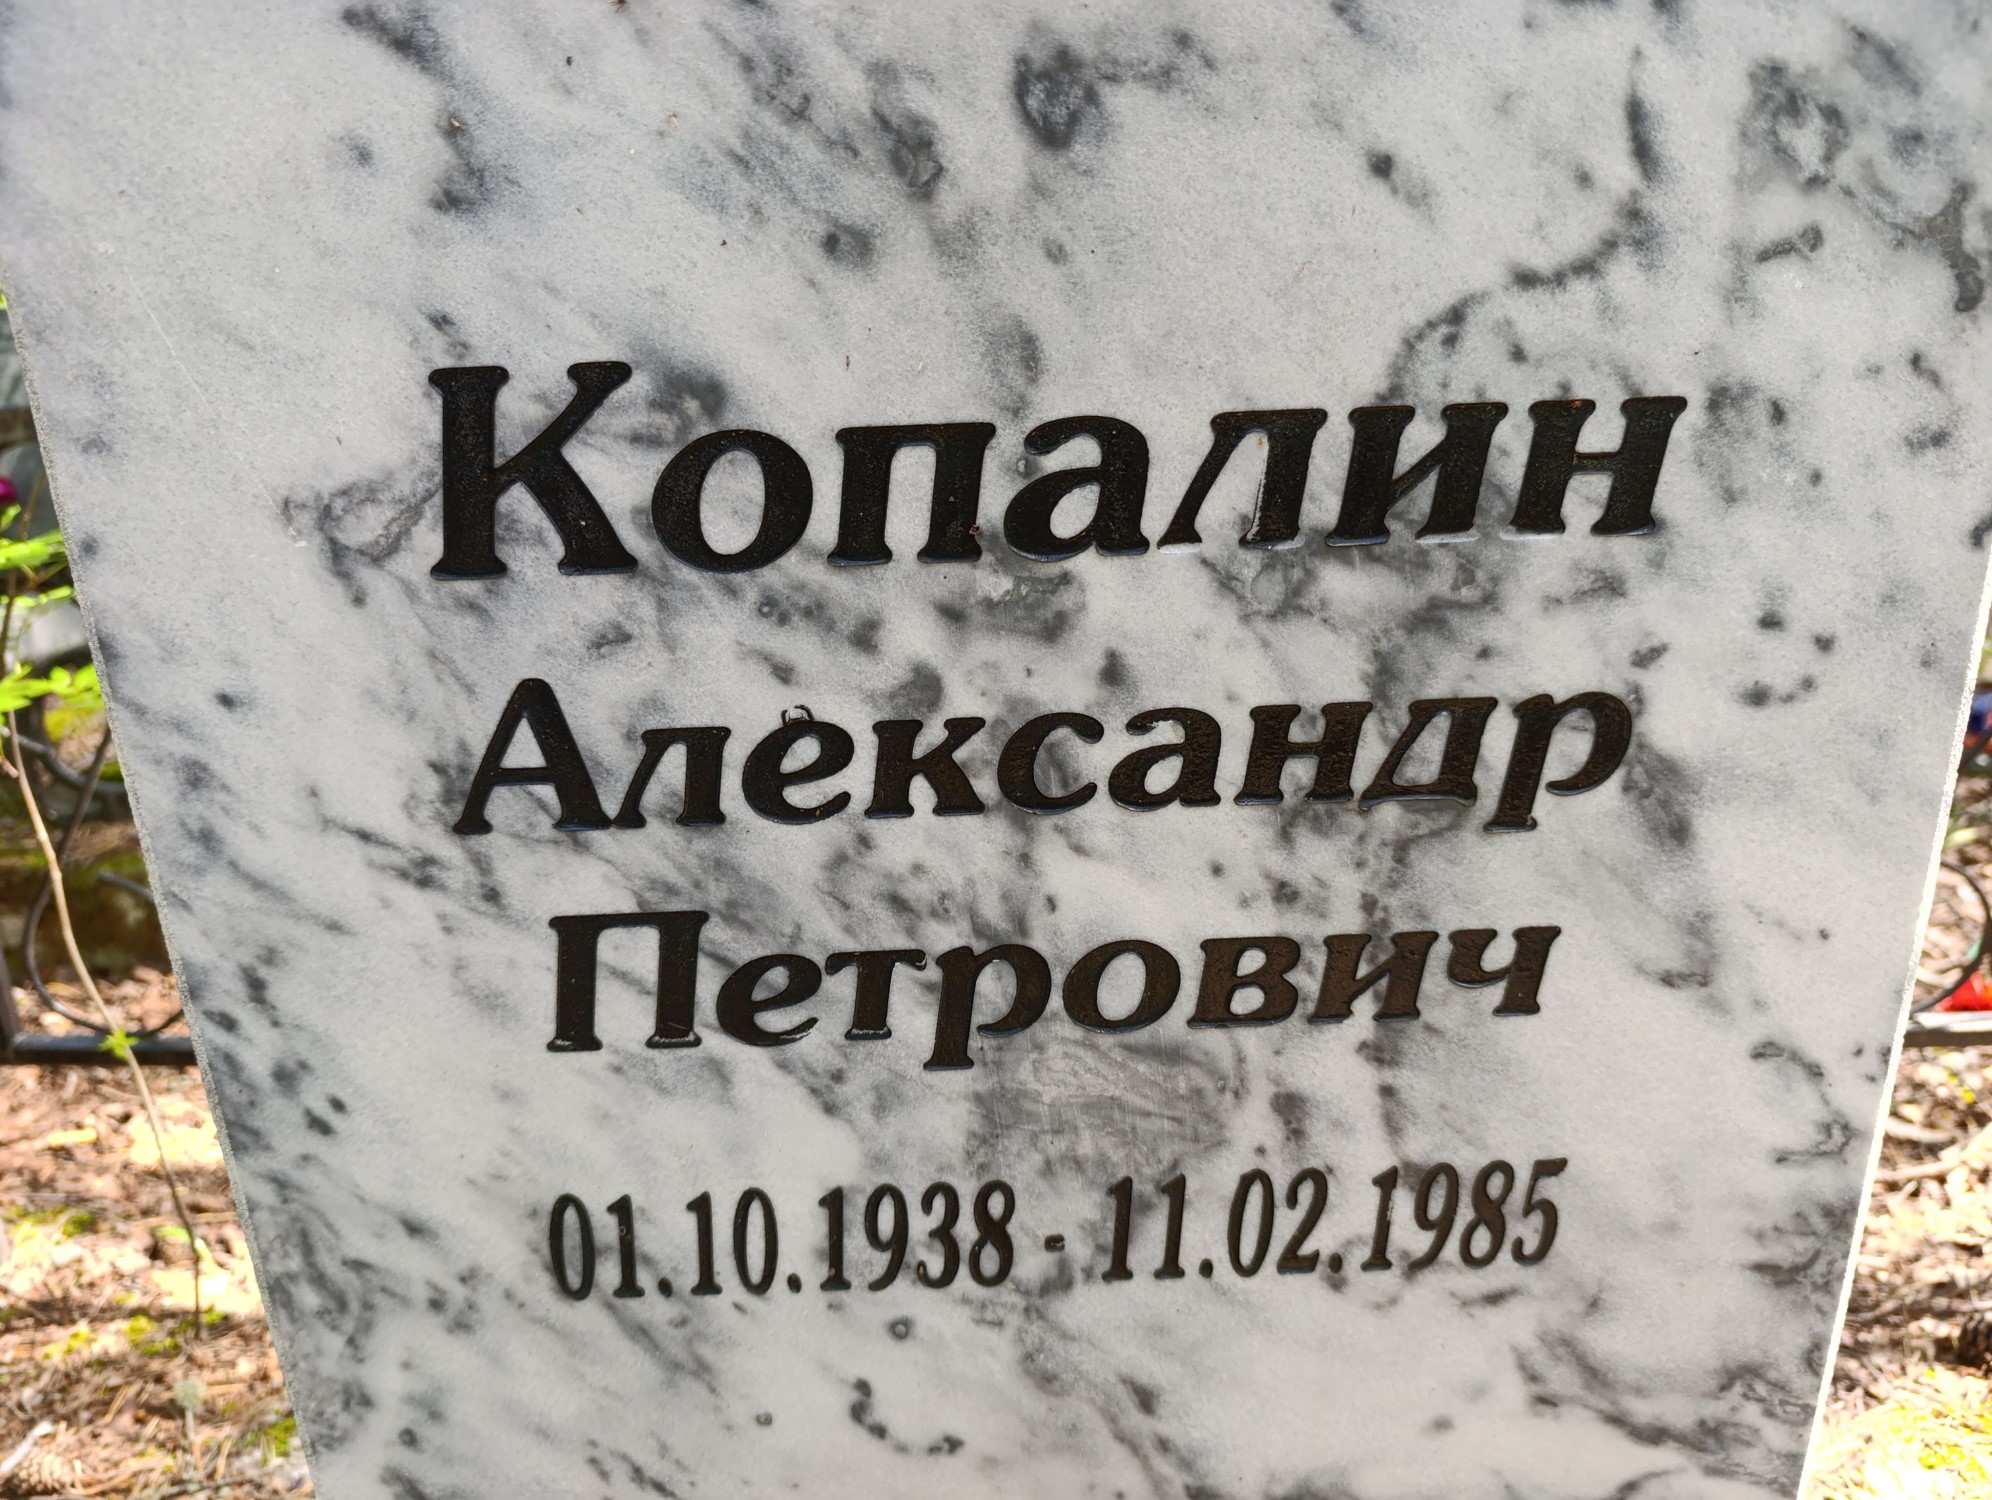 Копалин
Александр
Петрович
01.10.1938 - 11.02.1985